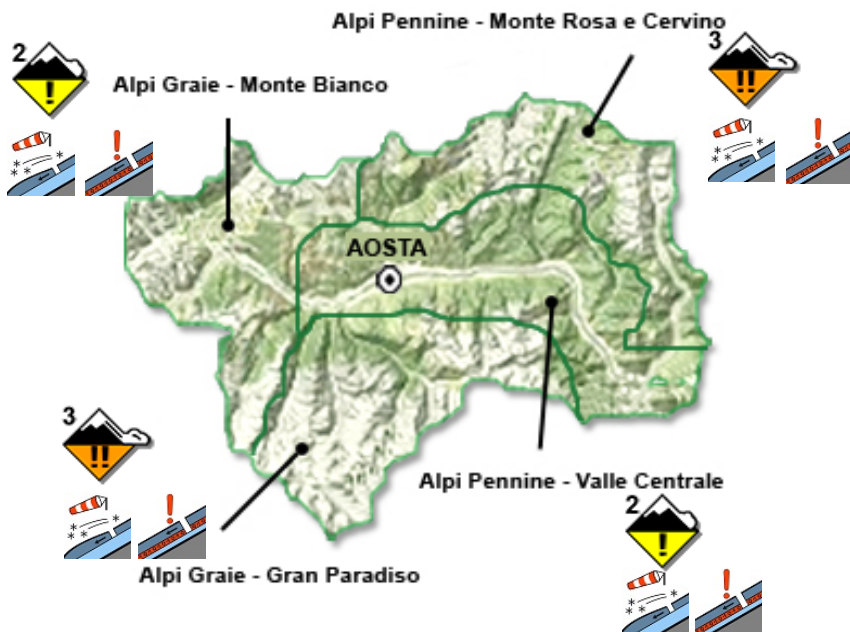 Alpi Pennine - Monte Rosa e Cervino
2
!
3
!!
Alpi Graie - Monte Bianco
!
!
AOSTA
3
!!
!
Alpi Pennine - Valle Centrale
2
!
Alpi Graie - Gran Paradiso
!